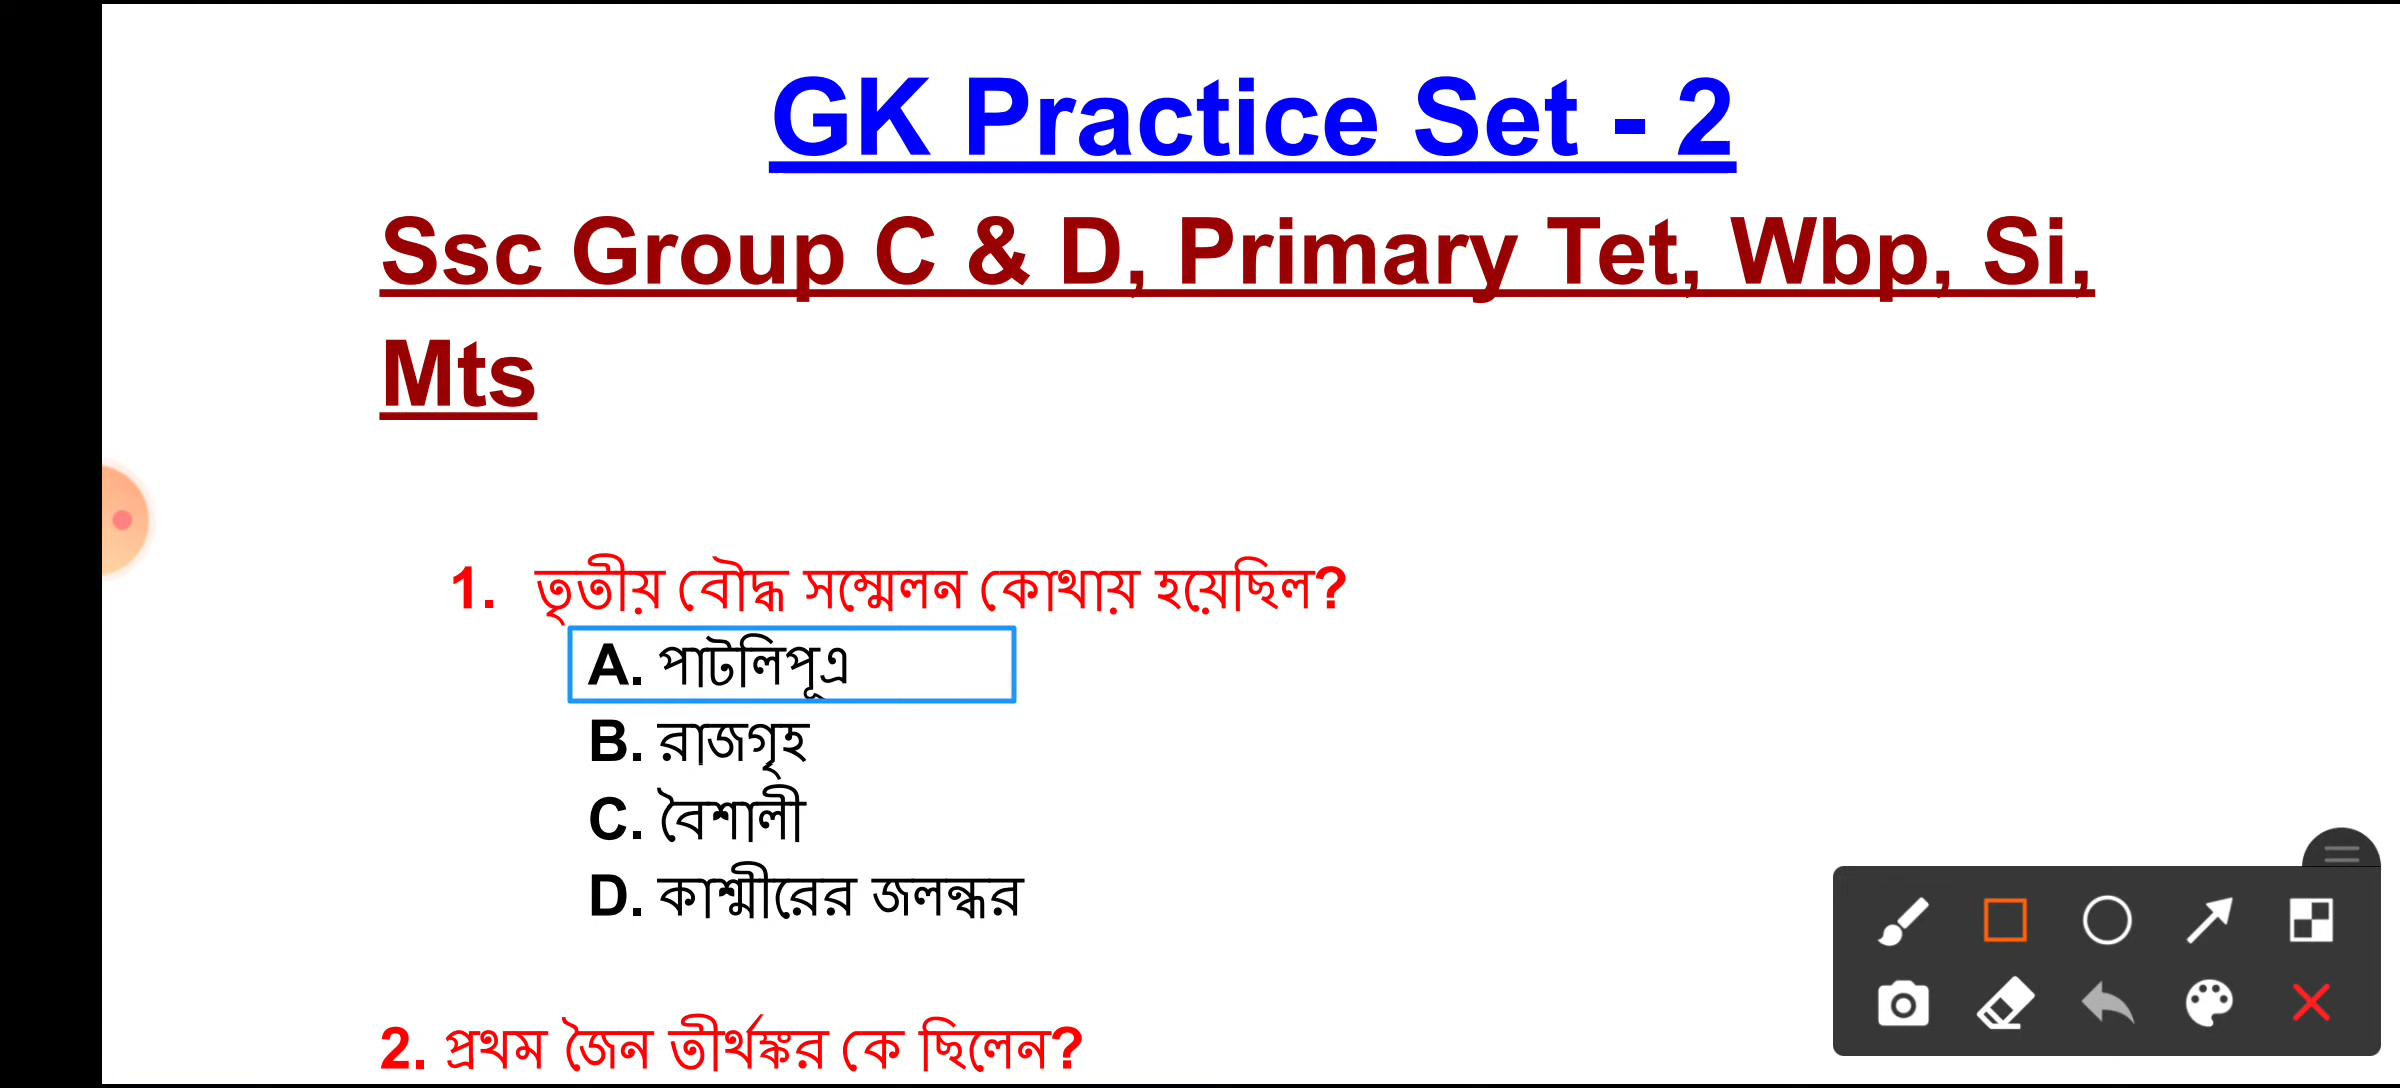 GK Practice Set - 2
Ssc Group C & D, Primary Tet, Wbp, Si,
Mts
1. তৃতীয় বৌদ্ধ সম্মেলন কোথায় হয়েছিল?
A. পাটলিপূএ
B. রাজগৃহ
C. বৈশালী
D. কাশ্মীরের জলন্ধর
2. প্রথম জৈন তীর্থঙ্কর কে ছিলেন?